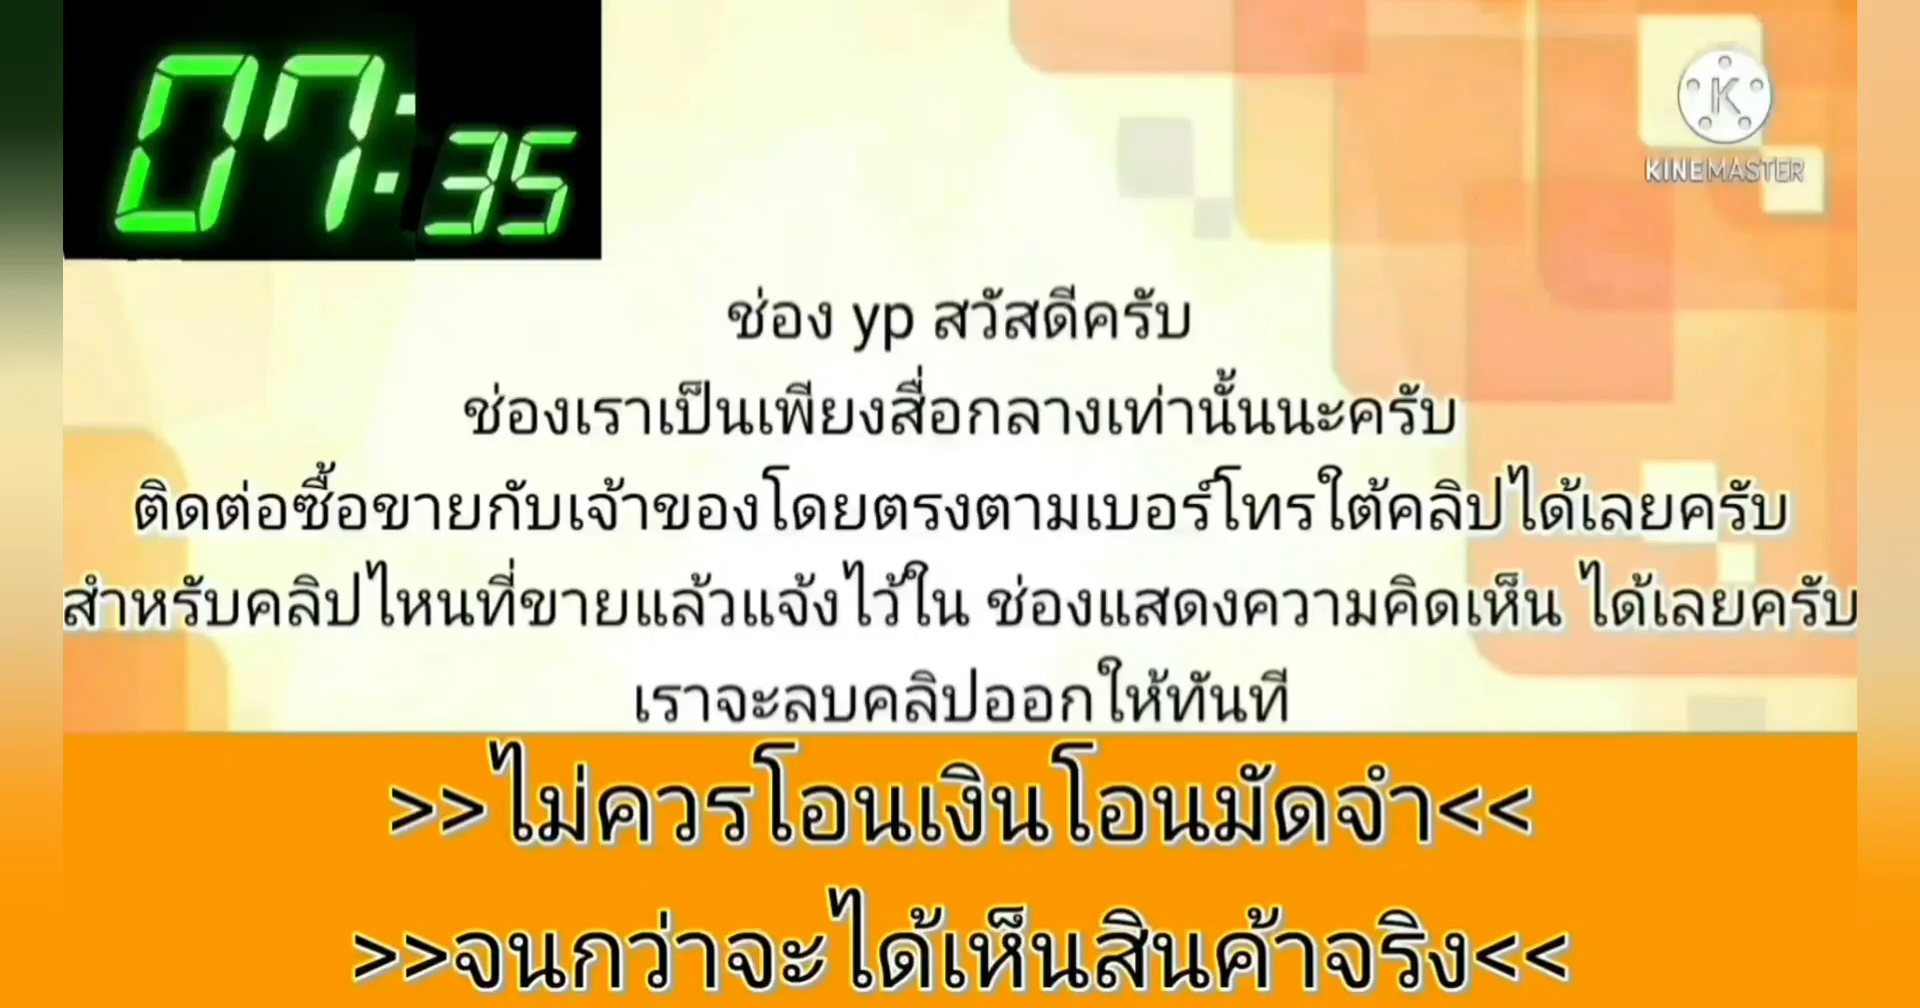 07:35
KINEMASTER
ช่อง yp สวัสดีครับ
ช่องเราเป็นเพียงสื่อกลางเท่านั้นนะครับ
ติดต่อซื้อขายกับเจ้าของโดยตรงตามเบอร์โทรใต้คลิปได้เลยครับ
สำหรับคลิปไหนที่ขายแล้วแจ้งไว้ใน ช่องแสดงความคิดเห็น ได้เลยครับ
เราจะลบคลิปออกให้ทันที
>>ไม่ควรโอนเงินโอนมัดจำ<<
>>จนกว่าจะได้เห็นสินค้าจริง<<